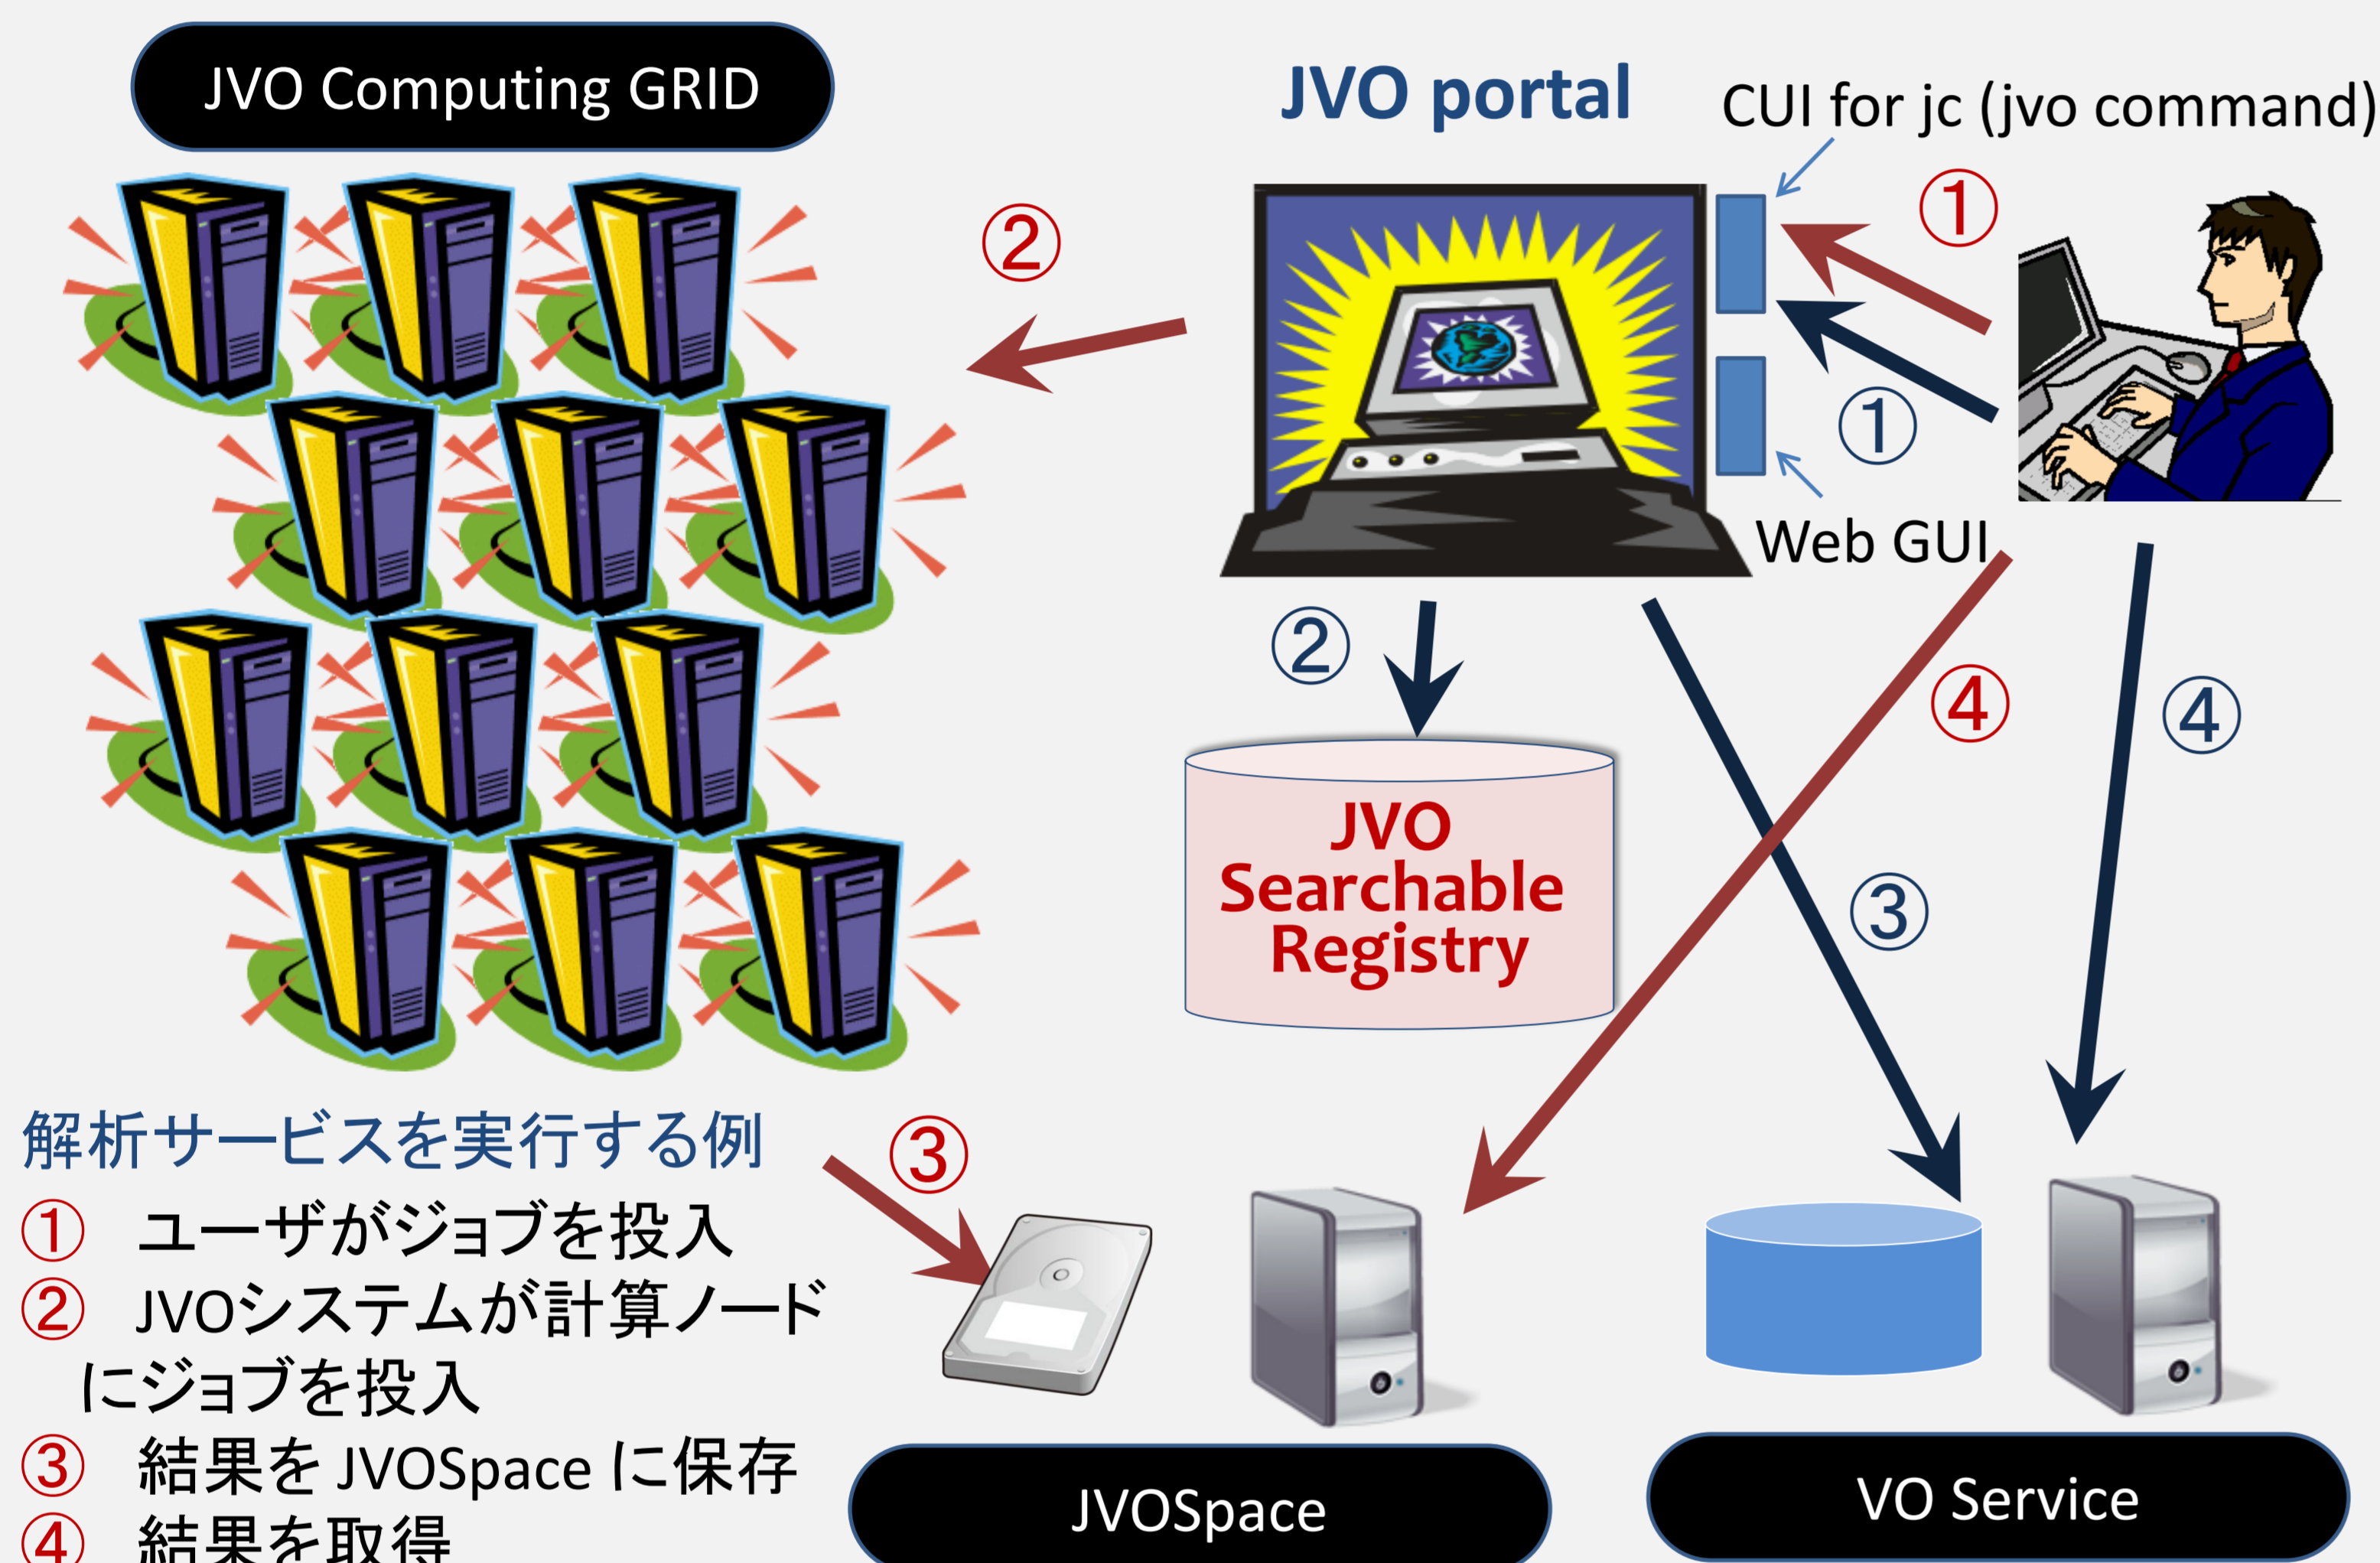 JVO Computing GRID
JVO portal
CUI for jc (jvo command)
①
②
①
Web GUI
②
④
④
JVO
Searchable
Registry
③
解析サービスを実行する例
③
① ユーザがジョブを投入
② JVOシステムが計算ノード
にジョブを投入
③ 結果を JVOSpace に保存
④ 結果を取得
JVOSpace
VO Service